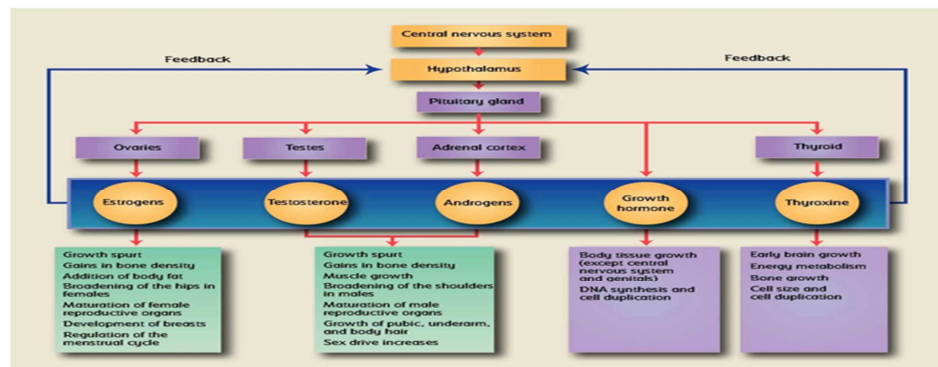 Central nervous system
Feedback
Feedback
Hypothalamus
Pituitary gland
Ovaries
Testes
Adrenal cortex
Thyroid
Estrogens
Testosterone
Androgens
Growth
hormone
Thyroxine
Growth spurt
Gains in bone density
Addition of body fat
Broadening of the hips in
females
Maturation of female
reproductive organs
Development of breasts
Regulation of the
menstrual cycle
Growth spurt
Gains in bone density
Muscle growth
Broadening of the shoulders
in males
Maturation of male
reproductive organs
Growth of pubic, underarm,
and body hair
Sex drive increases
Body tissue growth
(except central
nervous system
and genitals)
DNA synthesis and
cell duplication
Early brain growth
Energy metabolism
Bone growth
Cell size and
cell duplication